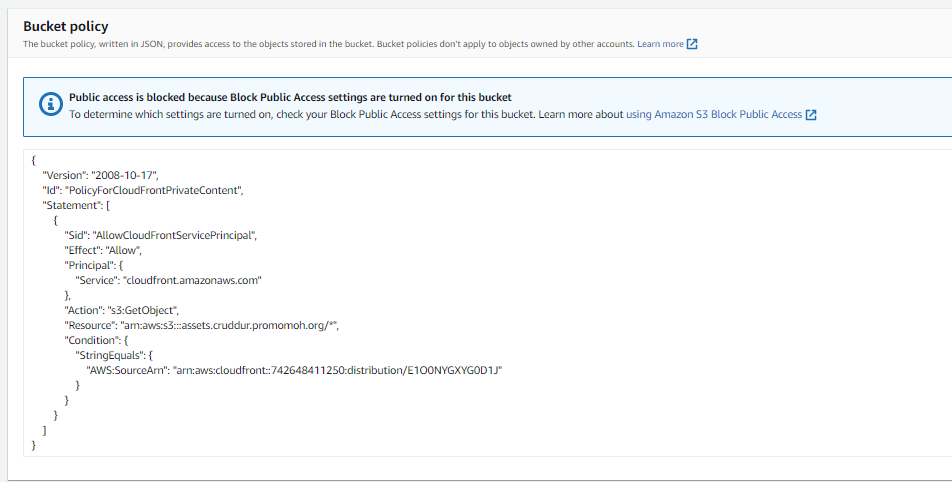 Bucket policy
The bucket policy, written in JSON, provides access to the objects stored in the bucket. Bucket policies don't apply to objects owned by other accounts. Learn more
Public access is blocked because Block Public Access settings are turned on for this bucket
To determine which settings are turned on, check your Block Public Access settings for this bucket. Learn more about using Amazon S3 Block Public Access
{
"Version": "2008-10-17",
"Id": "PolicyForCloudFrontPrivateContent",
"Statement": [
{
"Sid": "AllowCloudFrontServicePrincipal",
"Effect": "Allow",
"Principal": {
"Service": "cloudfront.amazonaws.com"
},
"Action": "s3:GetObject",
"Resource": "arn:aws:s3:::assets.cruddur.promomoh.org/*",
"Condition": {
"StringEquals": {
"AWS:SourceArn": "arn:aws:cloudfront::742648411250:distribution/E1O0NYGXYG0D1J"
}
}
}
]
}